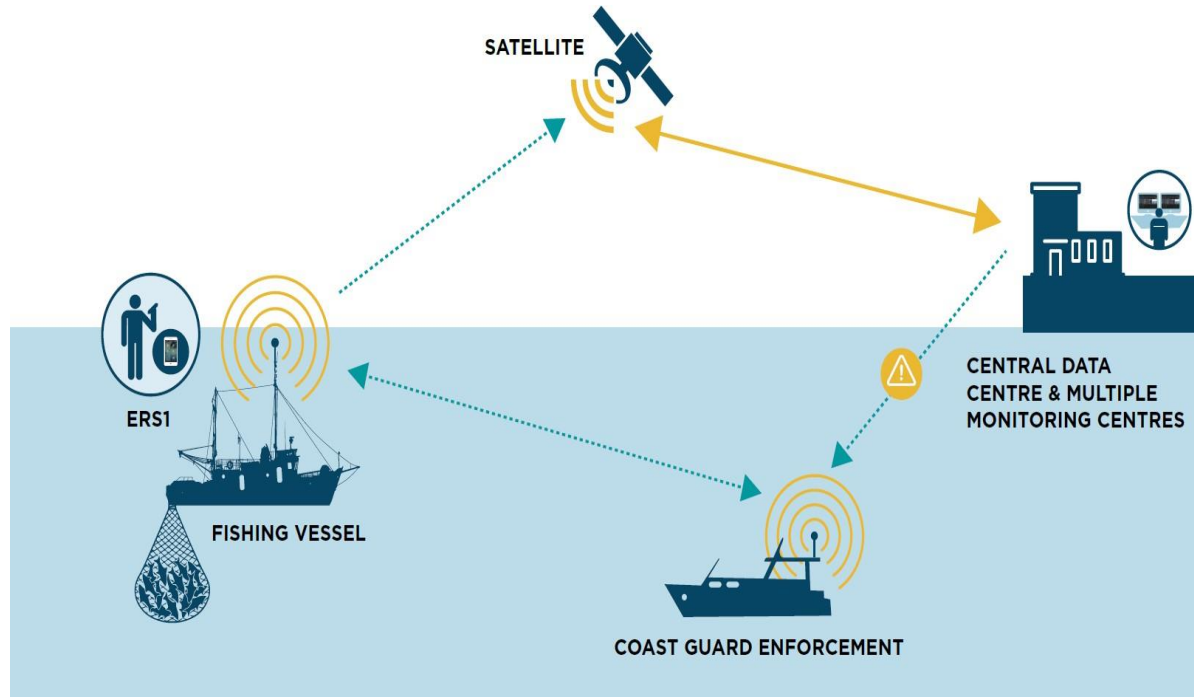 SATELLITE
ERS1
FISHING VESSEL
CENTRAL DATA
CENTRE & MULTIPLE
MONITORING CENTRES
COAST GUARD ENFORCEMENT